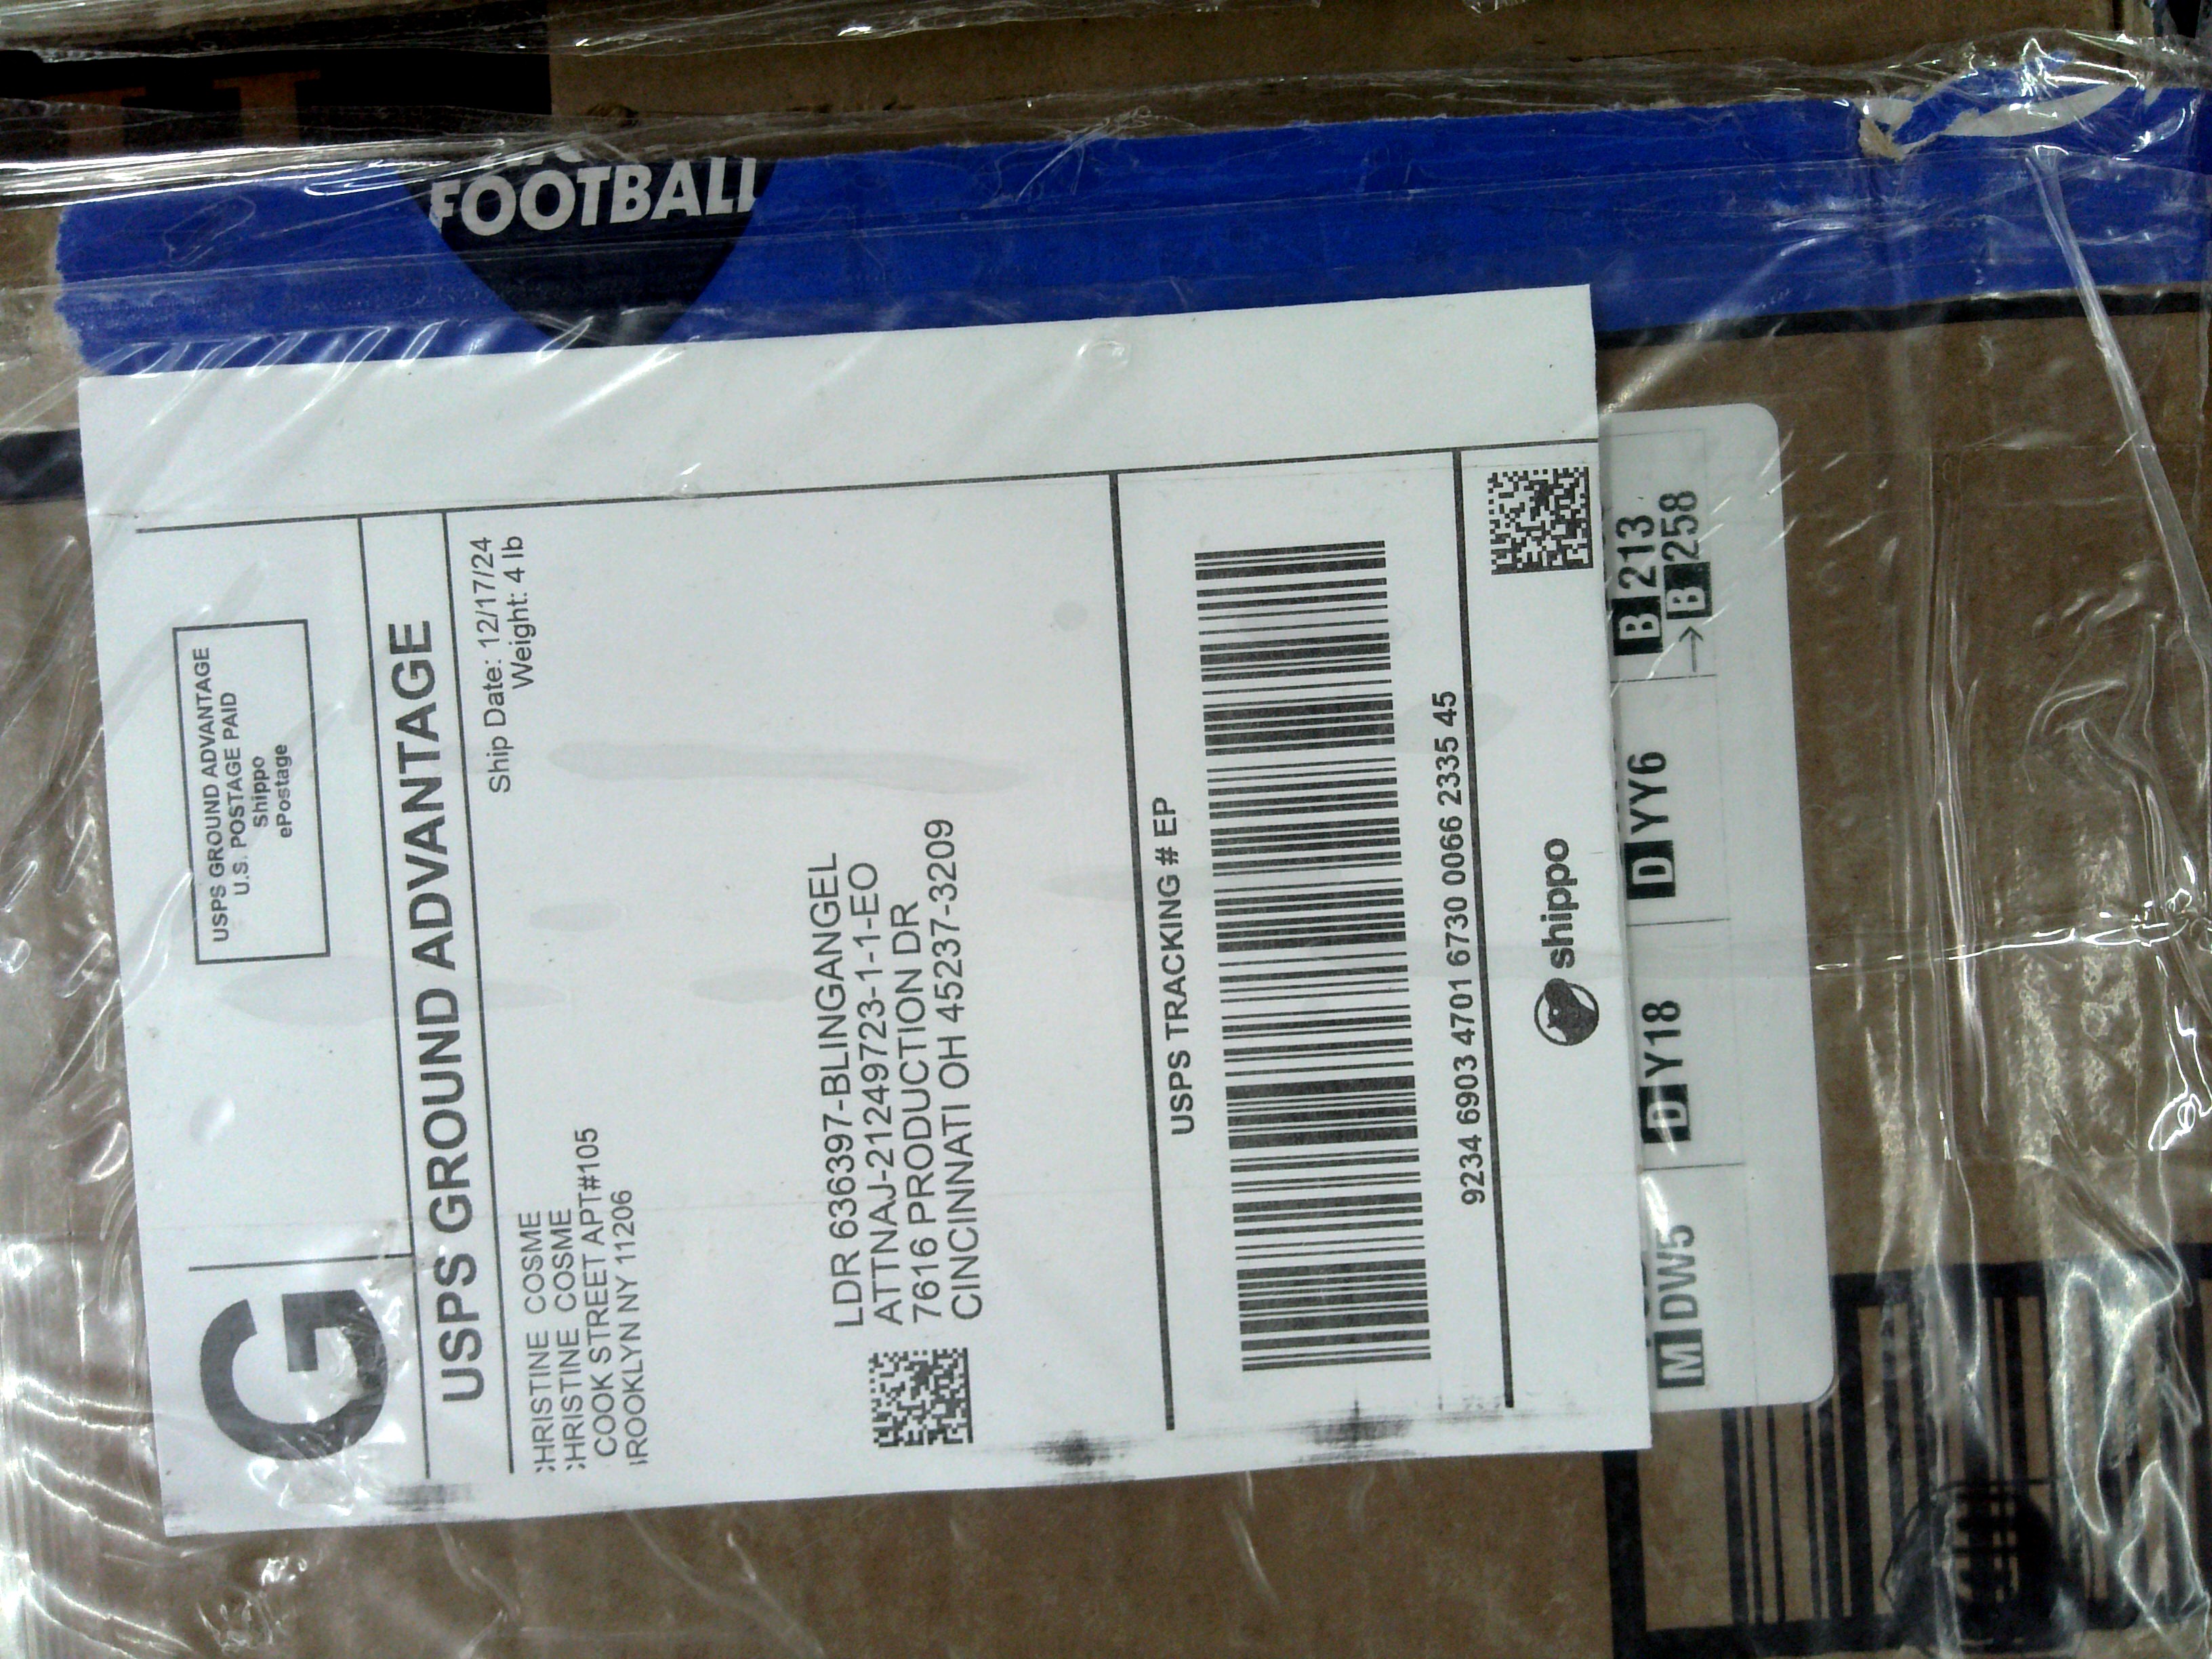 FOOTBALL
G
USPS GROUND ADVANTAGE
U.S. POSTAGE PAID
Shippo
ePostage
USPS GROUND ADVANTAGE
Ship Date: 12/17/24
Weight: 4 lb
HRISTINE COSME
HRISTINE COSME
COOK STREET APT#105
ROOKLYN NY 11206
LDR 636397-BLINGANGEL
ATTNAJ-21249723-1-1-EO
7616 PRODUCTION DR
CINCINNATI OH 45237-3209
USPS TRACKING # EP
9234 6903 4701 6730 0066 2335 45
shippo
M DW5
D Y18
D YY6
B 213
→B 258